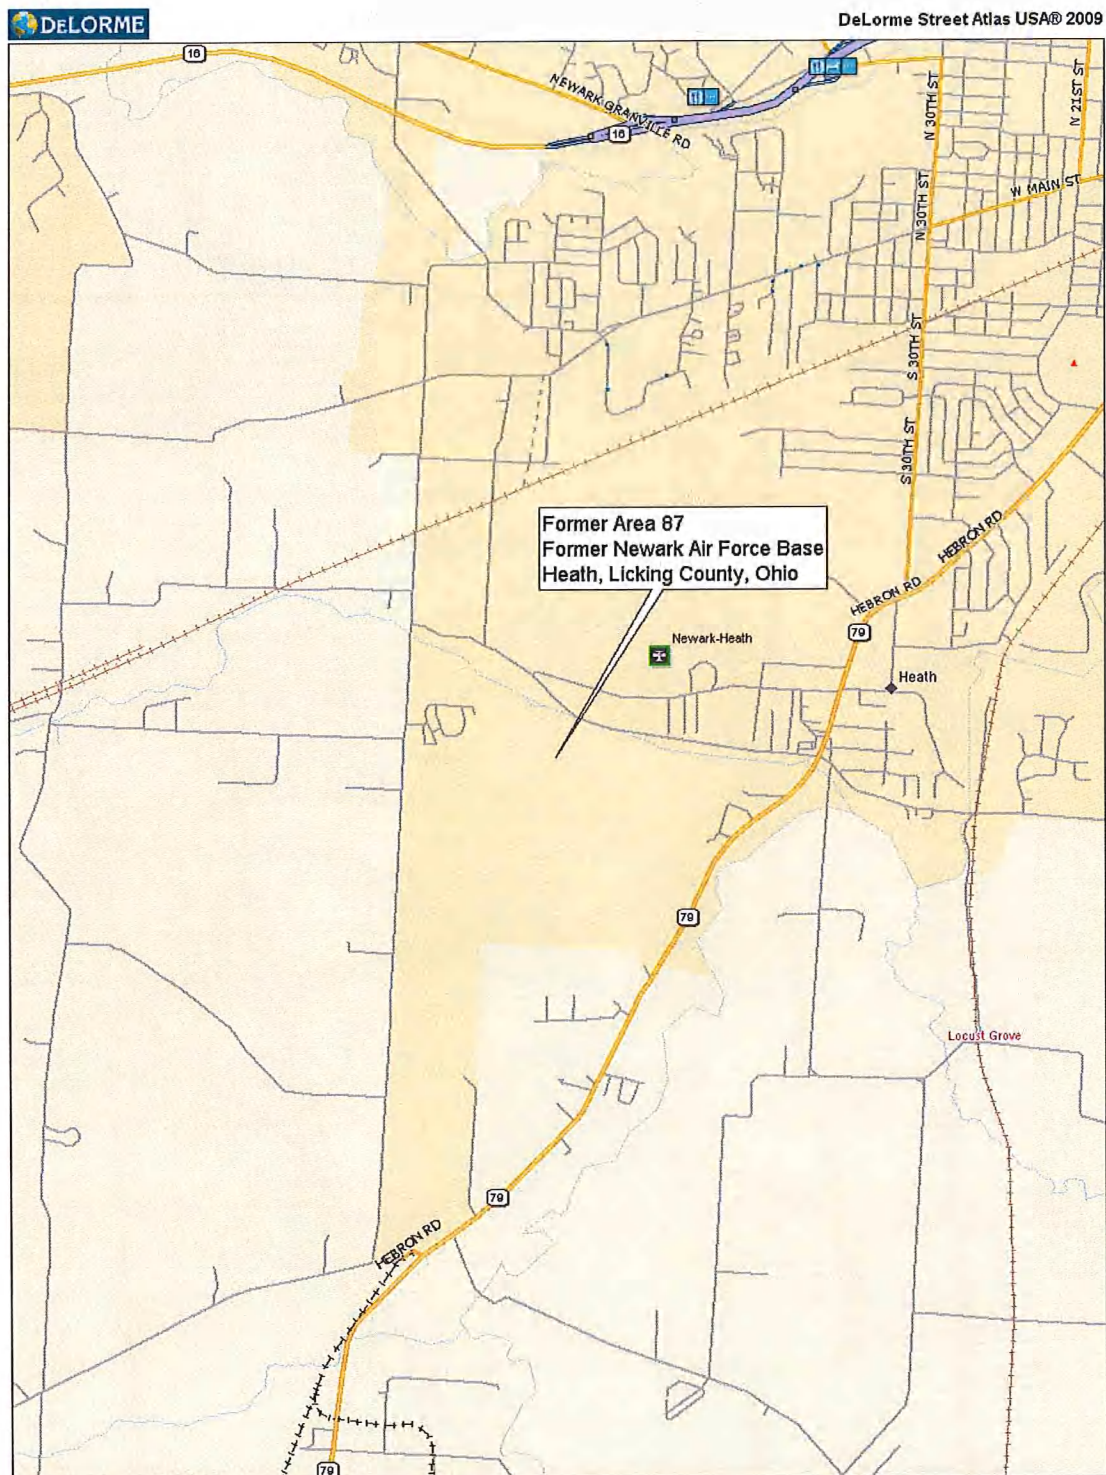 DELORME
DeLorme Street Atlas USA® 2009
16
NEWARK GRANVILLE RD
16
N 30TH ST
N 21ST ST
N 30TH ST
W MAIN ST
S 30TH ST
S 30TH ST
Former Area 87
Former Newark Air Force Base
Heath, Licking County, Ohio
HEBRON RD
HEBRON RD
79
Newark-Heath
Heath
79
Locust Grove
79
HEBRON RD
79